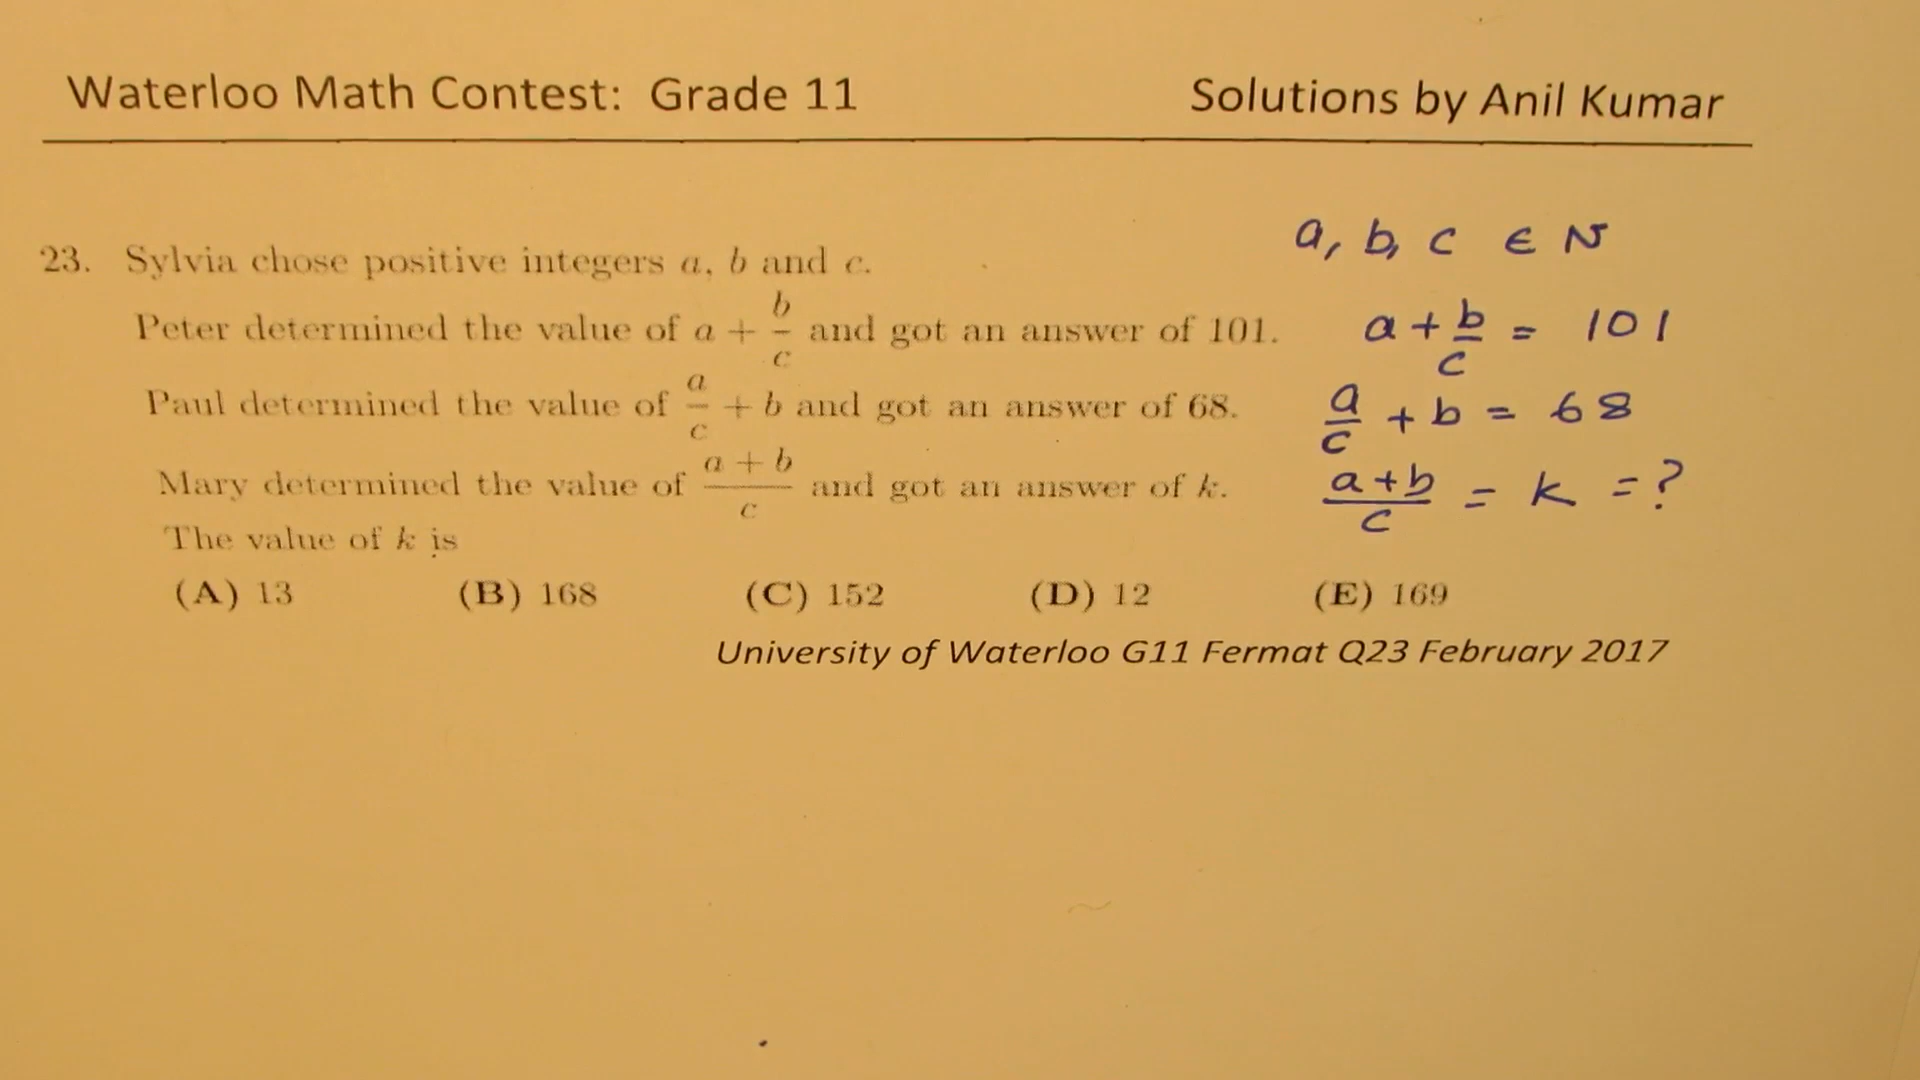 Waterloo Math Contest: Grade 11 Solutions by Anil Kumar
23. Sylvia chose positive integers a, b and c. a, b, c ∈ N
Peter determined the value of a + b/c and got an answer of 101. a + b/c = 101
Paul determined the value of a/c + b and got an answer of 68. a/c + b = 68
Mary determined the value of (a + b)/c and got an answer of k. (a + b)/c = k = ?
The value of k is
(A) 13 (B) 168 (C) 152 (D) 12 (E) 169
University of Waterloo G11 Fermat Q23 February 2017